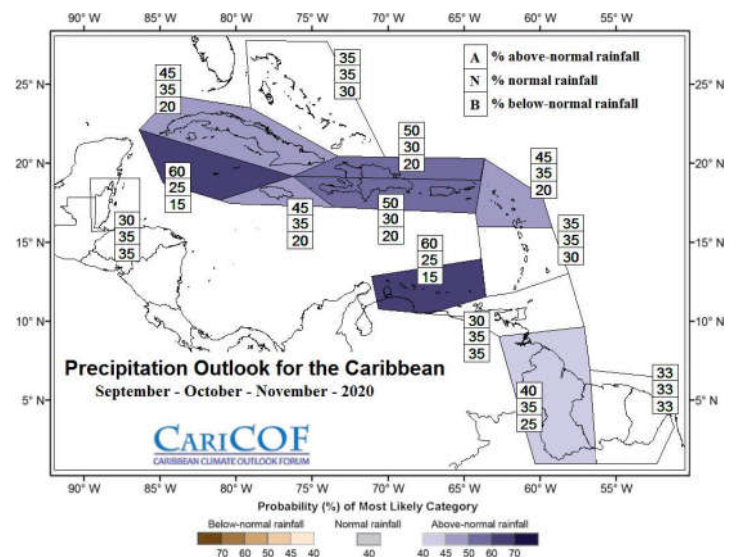 35
35
30
A % above-normal rainfall
N % normal rainfall
B % below-normal rainfall
45
35
20
25° N
50
30
20
20° N
45
35
20
60
25
15
45
35
20
50
30
20
30
35
35
35
35
30
15° N
60
25
15
10° N
30
35
35
Precipitation Outlook for the Caribbean
September - October - November - 2020
33
33
33
5° N
40
35
25
CARICOF
CARIBBEAN CLIMATE OUTLOOK FORUM
90° W 85° W 80° W 75° W 70° W 65° W 60° W 55° W
Probability (%) of Most Likely Category
Below-normal rainfall Normal rainfall Above-normal rainfall
70 60 50 45 40 40 40 45 50 60 70